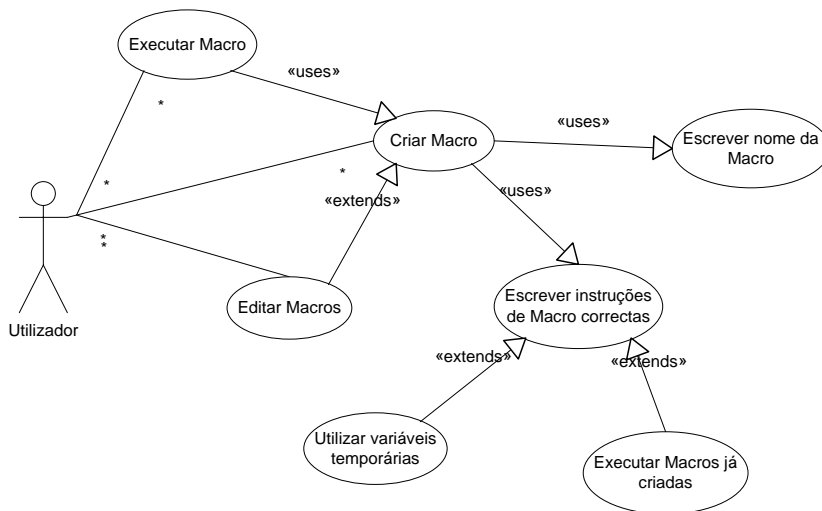 Executar Macro
«uses»
*
Criar Macro
«uses»
Escrever nome da
Macro
*
*
«uses»
«extends»
*
*
Editar Macros
Escrever instruções
de Macro correctas
Utilizador
«extends»
«extends»
Utilizar variáveis
temporárias
Executar Macros já
criadas